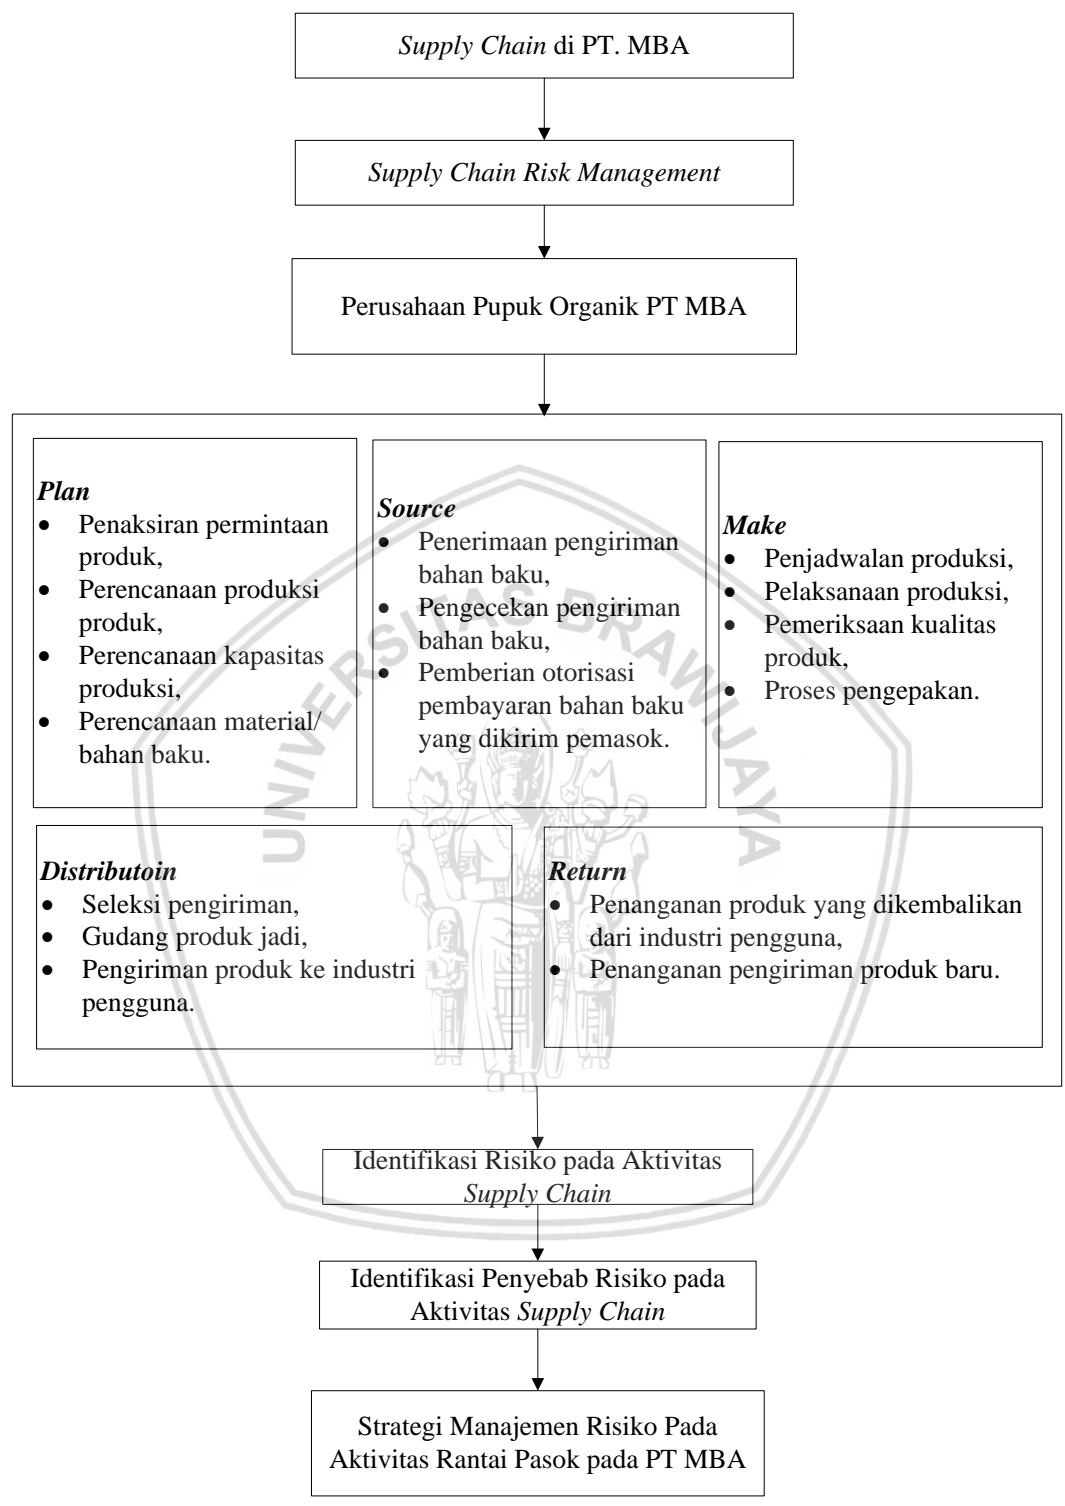 Supply Chain di PT. MBA
Supply Chain Risk Management
Perusahaan Pupuk Organik PT MBA
Plan
• Penaksiran permintaan
produk,
• Perencanaan produksi
produk,
• Perencanaan kapasitas
produksi,
• Perencanaan material/
bahan baku.
Source
• Penerimaan pengiriman
bahan baku,
• Pengecekan pengiriman
bahan baku,
• Pemberian otorisasi
pembayaran bahan baku
yang dikirim pemasok.
Make
• Penjadwalan produksi,
• Pelaksanaan produksi,
• Pemeriksaan kualitas
produk,
• Proses pengepakan.
Distributoin
• Seleksi pengiriman,
• Gudang produk jadi,
• Pengiriman produk ke industri
pengguna.
Return
• Penanganan produk yang dikembalikan
dari industri pengguna,
• Penanganan pengiriman produk baru.
UNIVERSITAS BRAWIJAYA
Identifikasi Risiko pada Aktivitas
Supply Chain
Identifikasi Penyebab Risiko pada
Aktivitas Supply Chain
Strategi Manajemen Risiko Pada
Aktivitas Rantai Pasok pada PT MBA